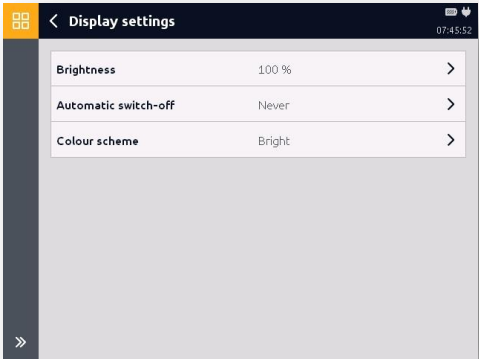 Display settings
07:45:52
Brightness 100 %
Automatic switch-off Never
Colour scheme Bright